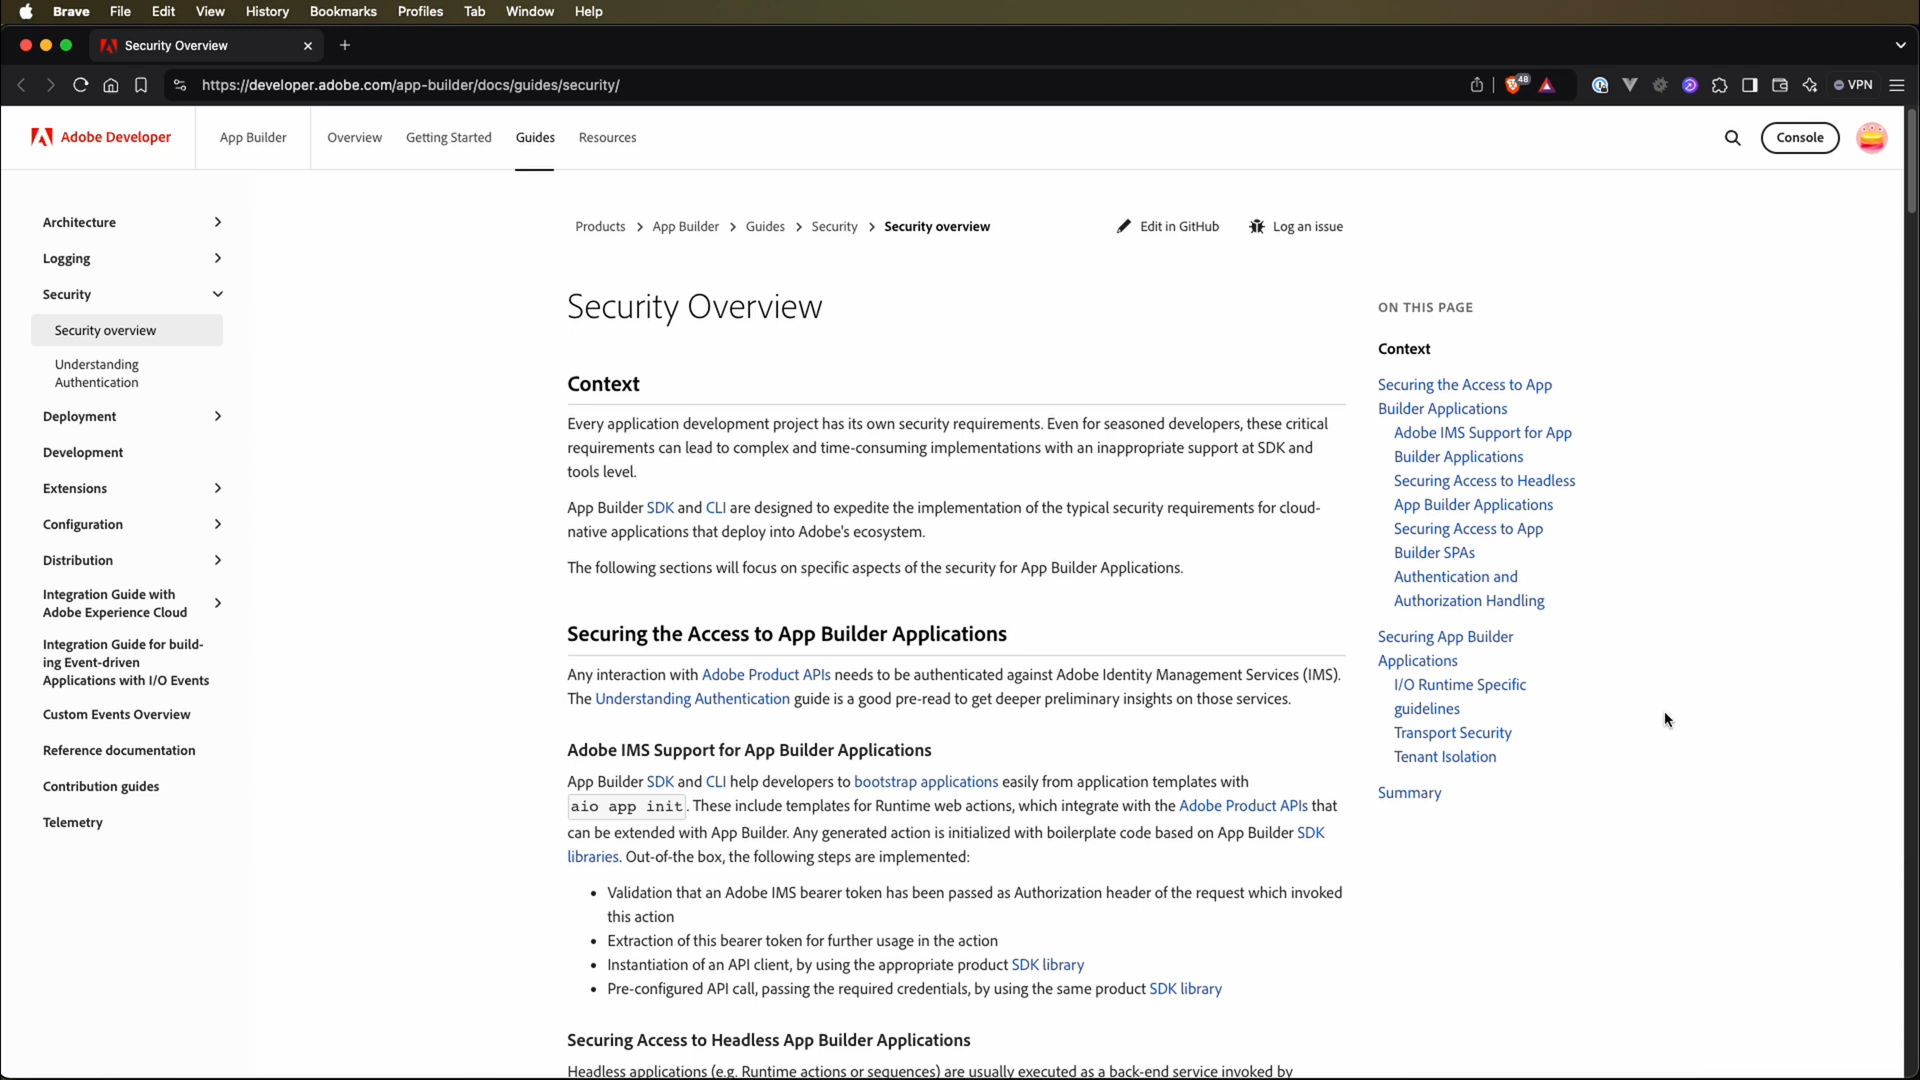 Brave File Edit View History Bookmarks Profiles Tab Window Help
Security Overview
https://developer.adobe.com/app-builder/docs/guides/security/
48
VPN
Adobe Developer
App Builder
Overview
Getting Started
Guides
Resources
Console
Architecture
Logging
Security
Security overview
Understanding
Authentication
Deployment
Development
Extensions
Configuration
Distribution
Integration Guide with
Adobe Experience Cloud
Integration Guide for build-
ing Event-driven
Applications with I/O Events
Custom Events Overview
Reference documentation
Contribution guides
Telemetry
Products > App Builder > Guides > Security > Security overview
Edit in GitHub
Log an issue
Security Overview
Context
Every application development project has its own security requirements. Even for seasoned developers, these critical
requirements can lead to complex and time-consuming implementations with an inappropriate support at SDK and
tools level.
App Builder SDK and CLI are designed to expedite the implementation of the typical security requirements for cloud-
native applications that deploy into Adobe's ecosystem.
The following sections will focus on specific aspects of the security for App Builder Applications.
Securing the Access to App Builder Applications
Any interaction with Adobe Product APIs needs to be authenticated against Adobe Identity Management Services (IMS).
The Understanding Authentication guide is a good pre-read to get deeper preliminary insights on those services.
Adobe IMS Support for App Builder Applications
App Builder SDK and CLI help developers to bootstrap applications easily from application templates with
aio app init. These include templates for Runtime web actions, which integrate with the Adobe Product APIs that
can be extended with App Builder. Any generated action is initialized with boilerplate code based on App Builder SDK
libraries. Out-of-the box, the following steps are implemented:
• Validation that an Adobe IMS bearer token has been passed as Authorization header of the request which invoked
this action
• Extraction of this bearer token for further usage in the action
• Instantiation of an API client, by using the appropriate product SDK library
• Pre-configured API call, passing the required credentials, by using the same product SDK library
Securing Access to Headless App Builder Applications
Headless applications (e.g. Runtime actions or sequences) are usually executed as a back-end service invoked by
ON THIS PAGE
Context
Securing the Access to App
Builder Applications
Adobe IMS Support for App
Builder Applications
Securing Access to Headless
App Builder Applications
Securing Access to App
Builder SPAs
Authentication and
Authorization Handling
Securing App Builder
Applications
I/O Runtime Specific
guidelines
Transport Security
Tenant Isolation
Summary